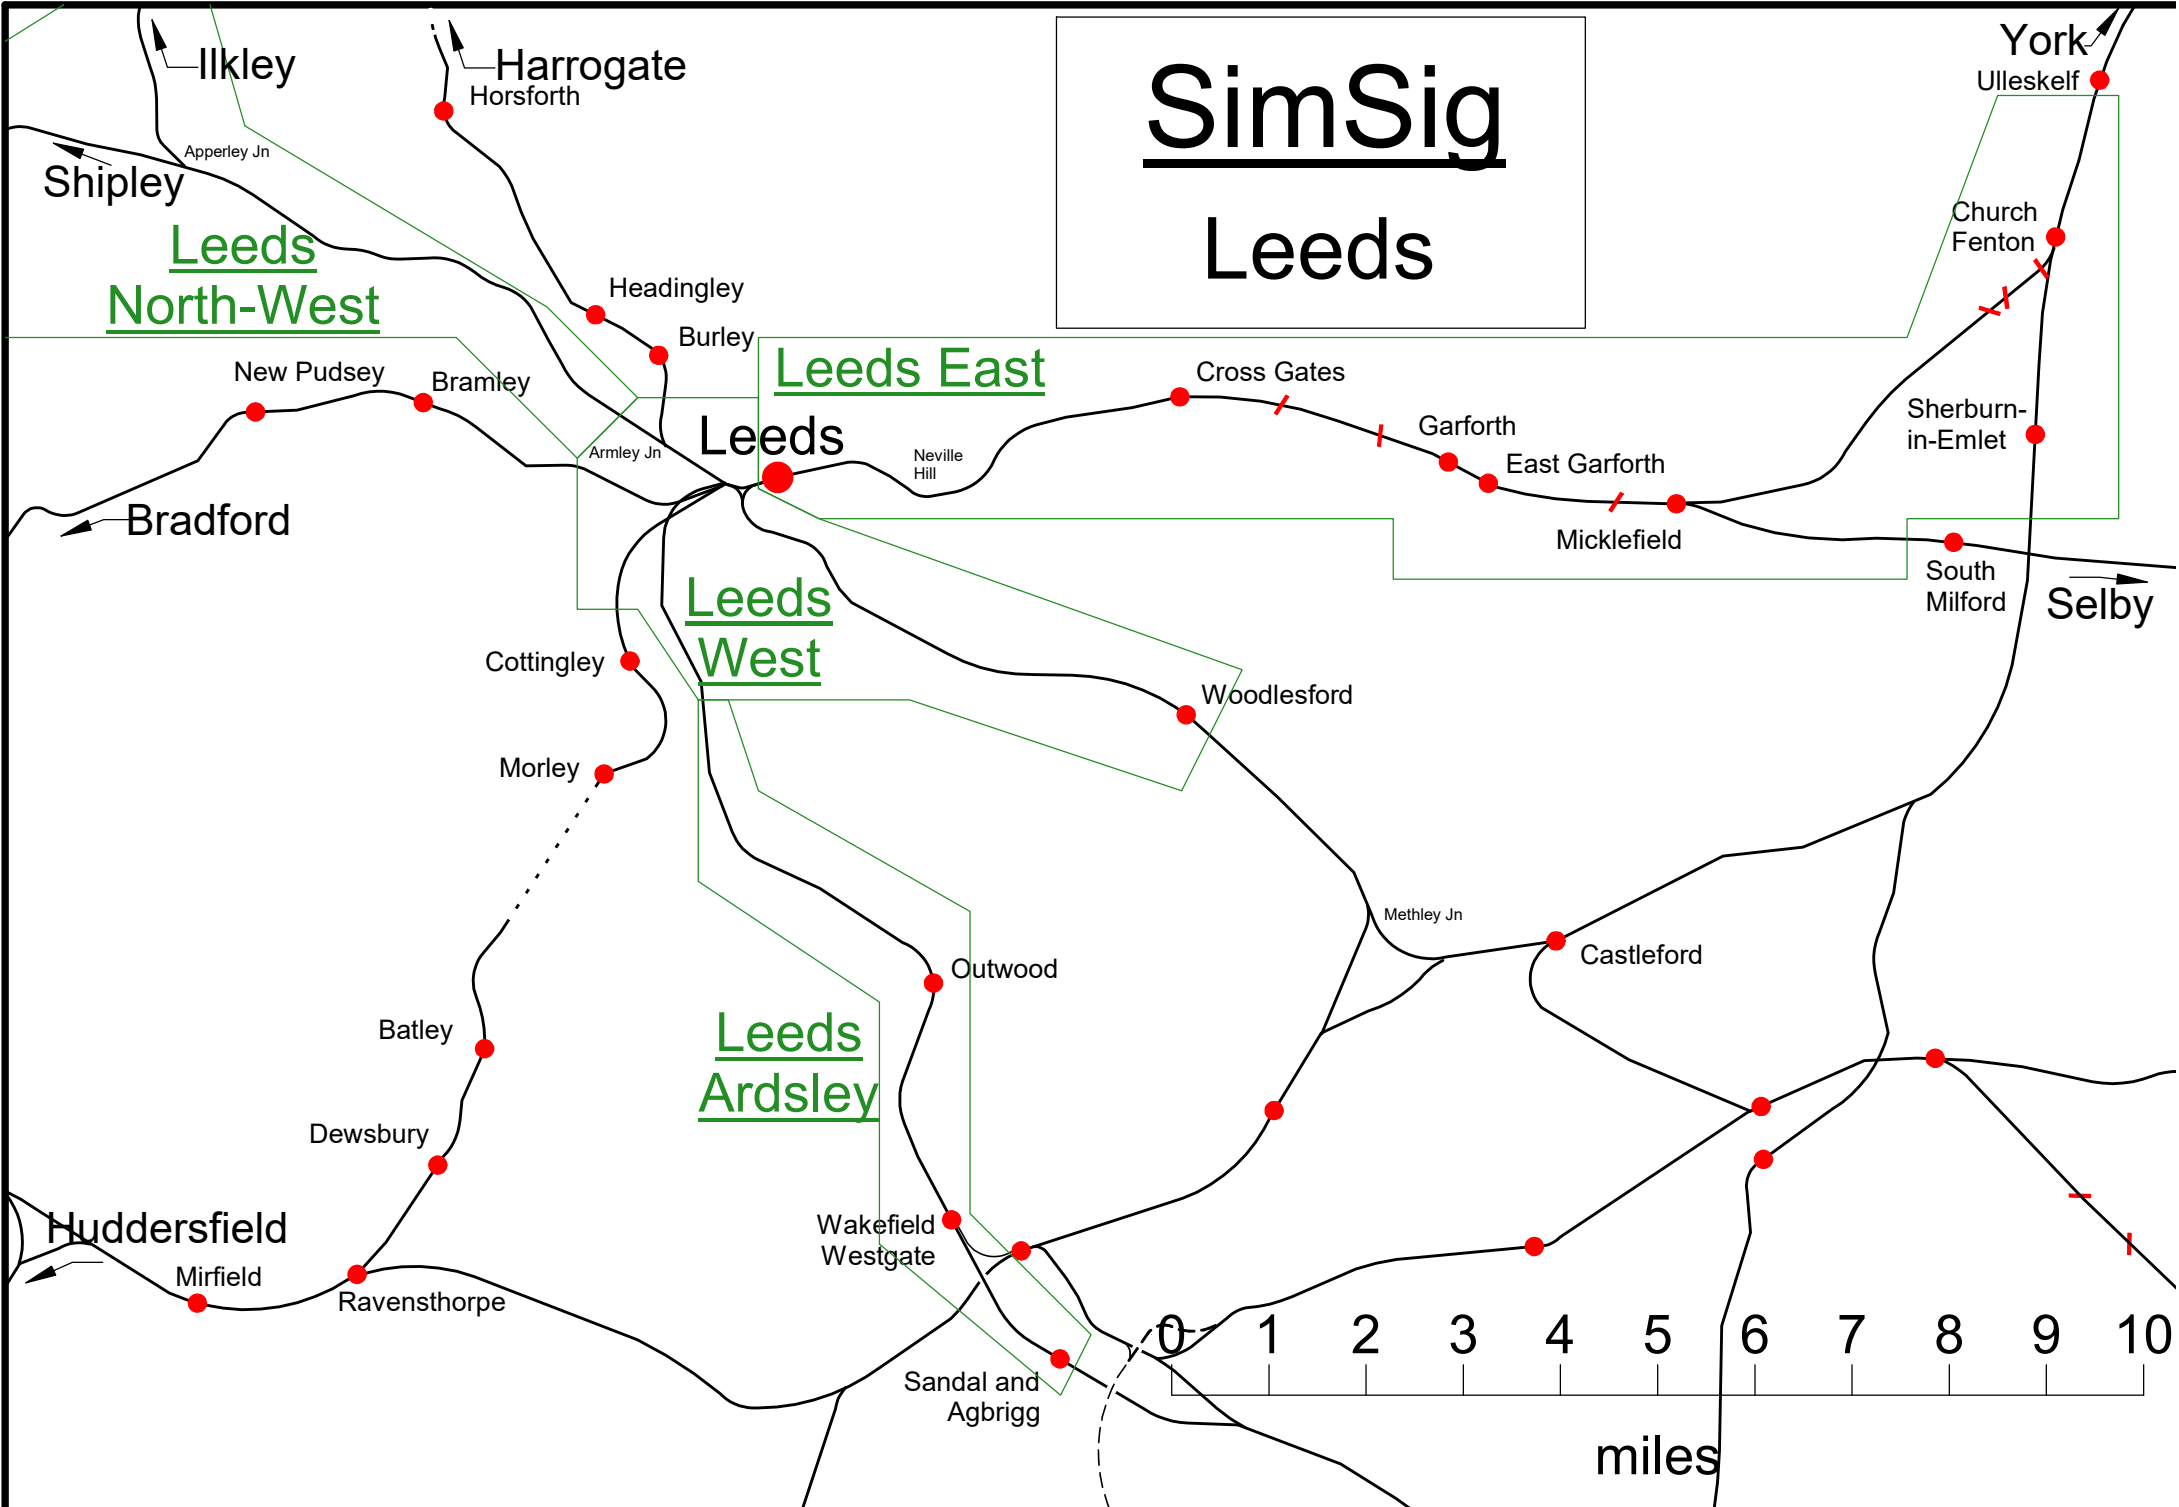 York
Ulleskelf
Ilkley
Harrogate
Horsforth
SimSig
Leeds
Apperley Jn
Shipley
Church
Fenton
Leeds
North-West
Headingley
Burley
New Pudsey
Bramley
Leeds East
Cross Gates
Sherburn-
in-Emlet
Leeds
Armley Jn
Neville
Hill
Garforth
East Garforth
Bradford
Micklefield
South
Milford
Selby
Leeds
West
Cottingley
Woodlesford
Morley
Methley Jn
Castleford
Outwood
Batley
Leeds
Ardsley
Dewsbury
Huddersfield
Wakefield
Westgate
Mirfield
Ravensthorpe
0 1 2 3 4 5 6 7 8 9 10
Sandal and
Agbrigg
miles